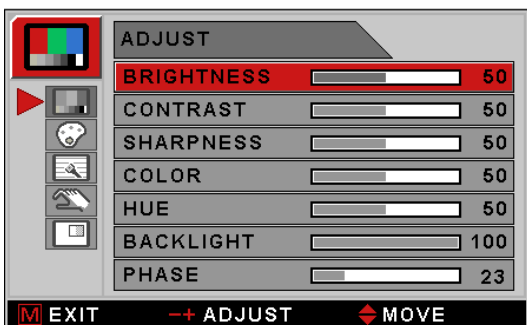 ADJUST
BRIGHTNESS 50
CONTRAST 50
SHARPNESS 50
COLOR 50
HUE 50
BACKLIGHT 100
PHASE 23
M EXIT −+ ADJUST MOVE